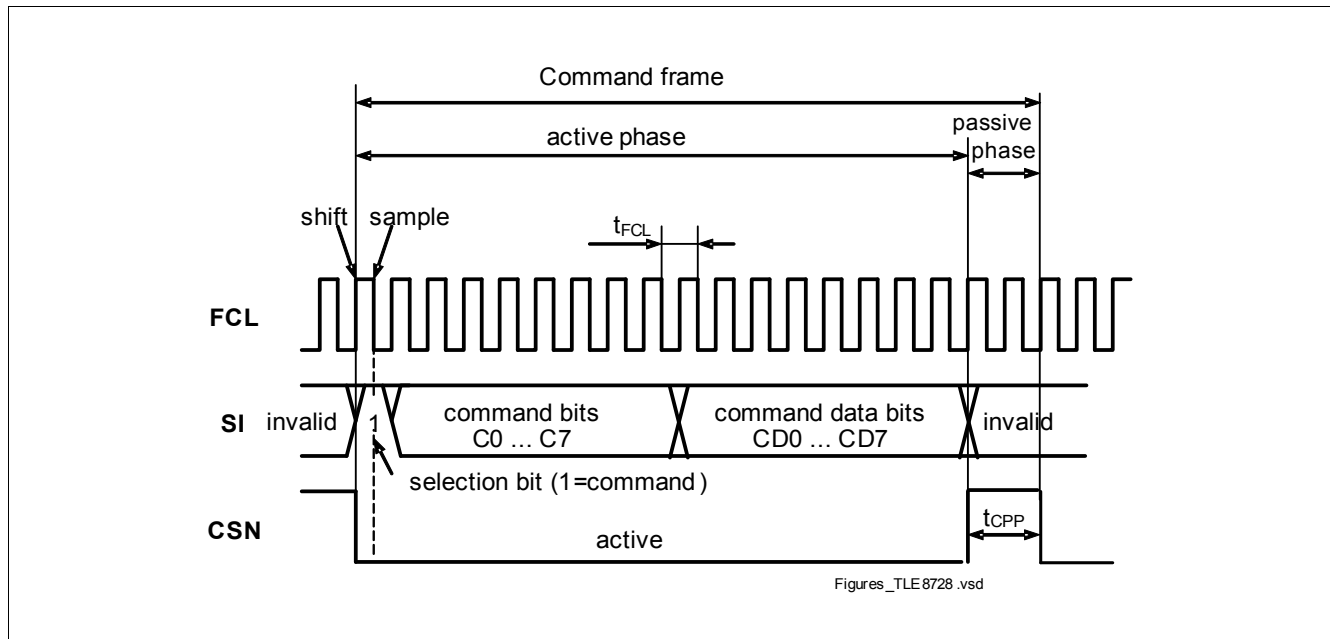 Command frame
active phase
passive
phase
shift
sample
tFCL
FCL
SI
invalid
1
command bits
C0 ... C7
command data bits
CD0 ... CD7
invalid
selection bit (1=command )
CSN
active
tCPP
Figures_TLE8728 .vsd